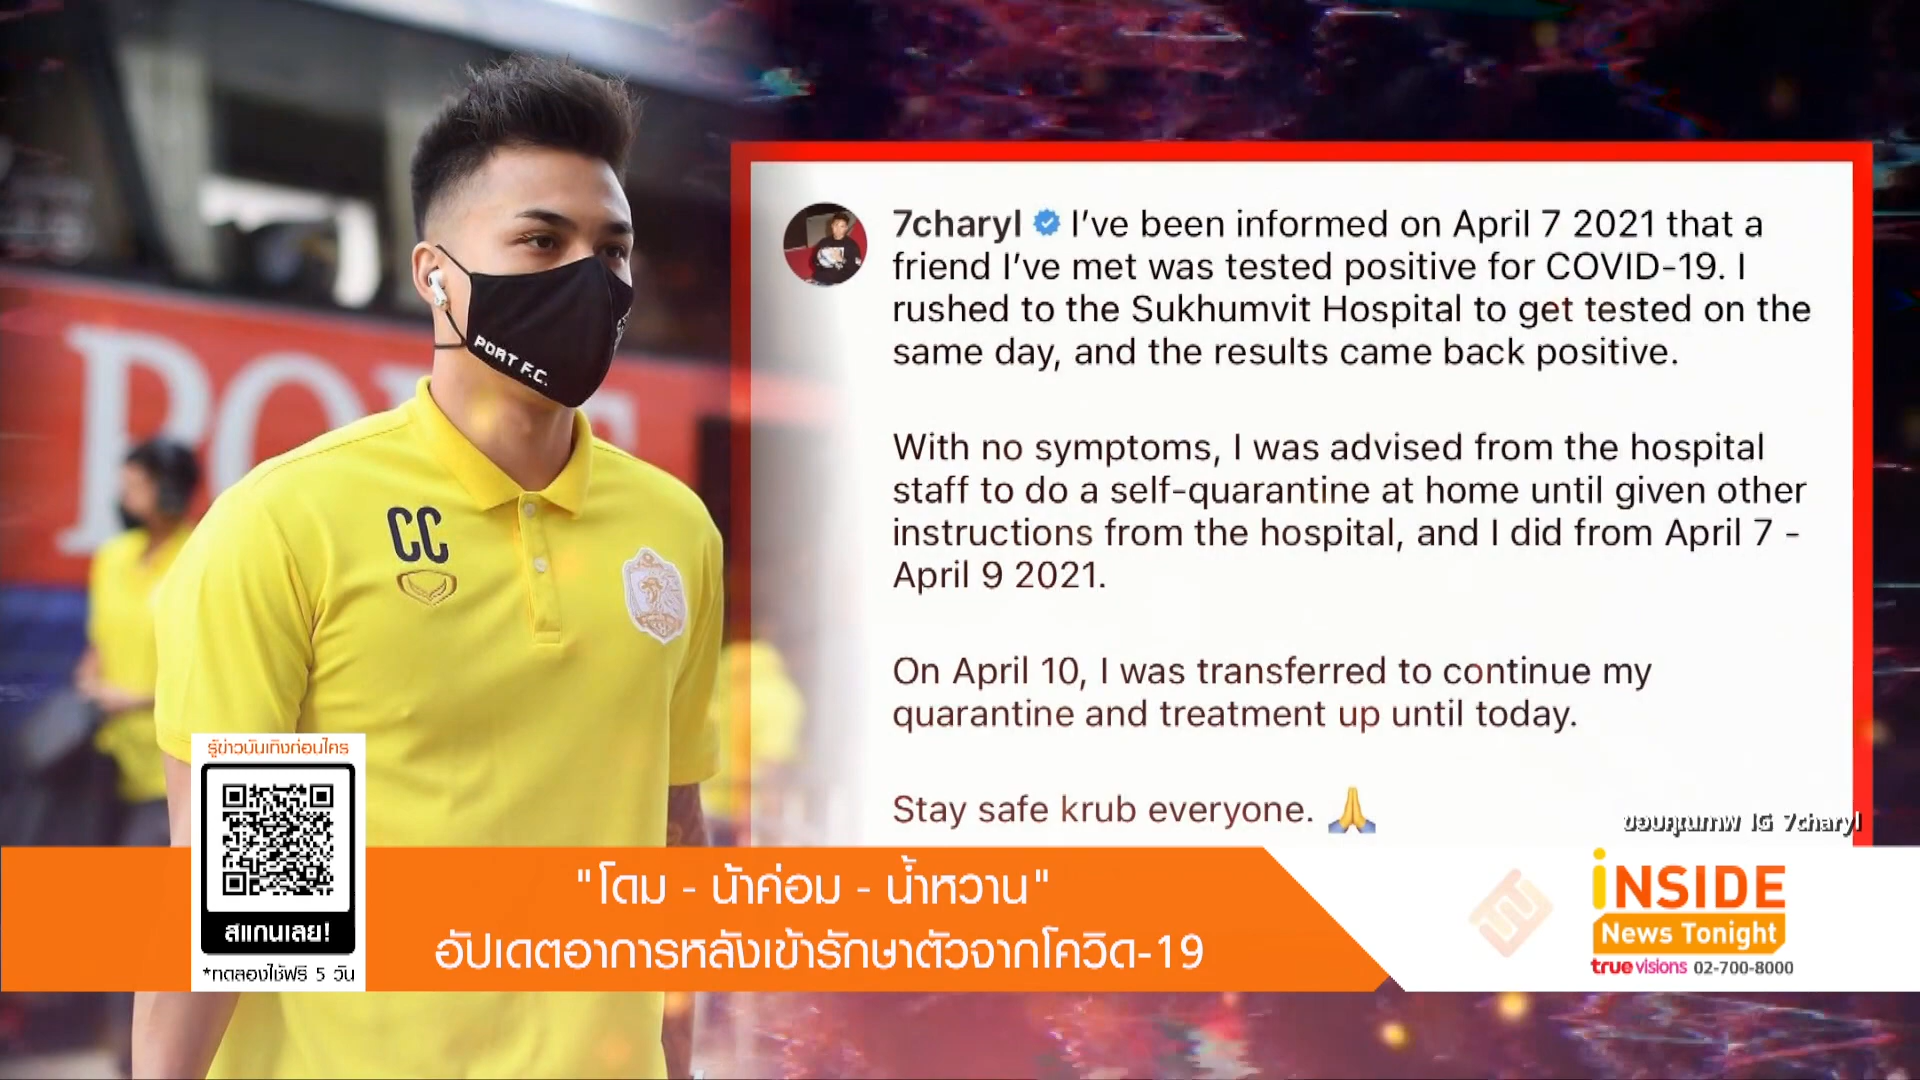 7charyl I've been informed on April 7 2021 that a
friend I've met was tested positive for COVID-19. I
rushed to the Sukhumvit Hospital to get tested on the
same day, and the results came back positive.
With no symptoms, I was advised from the hospital
staff to do a self-quarantine at home until given other
instructions from the hospital, and I did from April 7 -
April 9 2021.
On April 10, I was transferred to continue my
quarantine and treatment up until today.
Stay safe krub everyone. 🙏
PORT F.C.
CC
ขอบคุณภาพ IG 7charyl
รู้ข่าวบันเทิงก่อนใคร
สแกนเลย!
*ทดลองใช้ฟรี 5 วัน
"โดม - น้าค่อม - น้ำหวาน"
อัปเดตอาการหลังเข้ารักษาตัวจากโควิด-19
iNSIDE
News Tonight
truevisions 02-700-8000